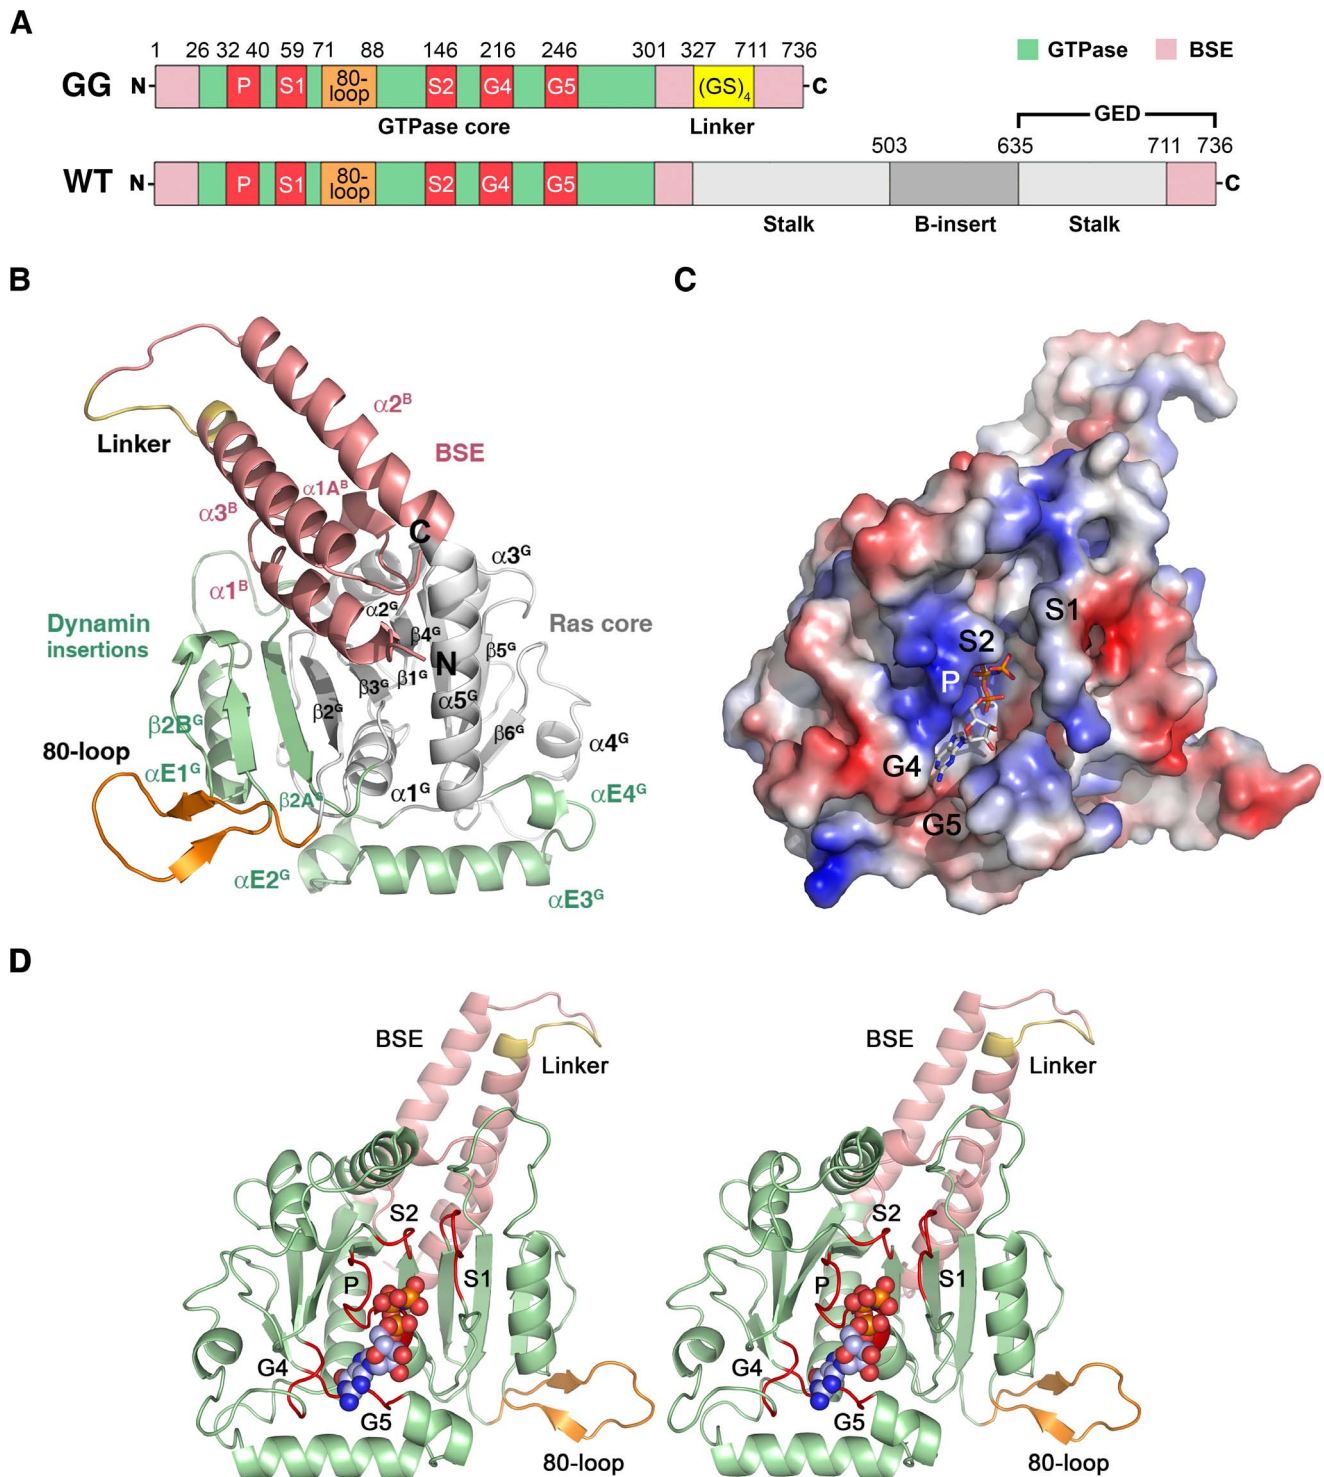 A
1 26 32 40 59 71 88 146 216 246 301 327 711 736
GTPase BSE
GG N- P S1 80-loop S2 G4 G5 (GS)4 -C
GTPase core Linker
GED
503 635 711 736
WT N- P S1 80-loop S2 G4 G5 -C
Stalk B-insert Stalk
B
α2ᴮ
Linker
BSE
α1Aᴮ
α3ᴮ
C
α3ᴳ
α1ᴮ
α2ᴳ
Dynamin
insertions
β4ᴳ
Ras core
N
β5ᴳ
β3ᴳ
β1ᴳ
α5ᴳ
β2ᴳ
β2Bᴳ
β6ᴳ
80-loop
α4ᴳ
αE1ᴳ
β2Aᴳ
α1ᴳ
αE4ᴳ
αE2ᴳ
αE3ᴳ
C
S1
S2
P
G4
G5
D
BSE
Linker
S2
P
S1
G4
G5
80-loop
BSE
Linker
S2
P
S1
G4
G5
80-loop